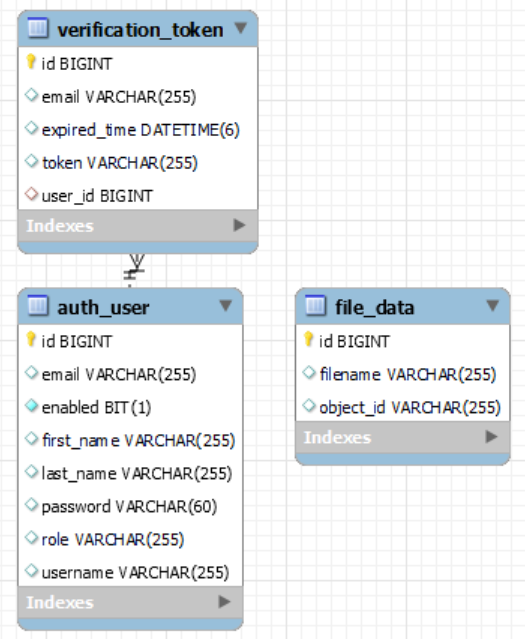 verification_token
id BIGINT
email VARCHAR(255)
expired_time DATETIME(6)
token VARCHAR(255)
user_id BIGINT
Indexes
auth_user
id BIGINT
email VARCHAR(255)
enabled BIT(1)
first_name VARCHAR(255)
last_name VARCHAR(255)
password VARCHAR(60)
role VARCHAR(255)
username VARCHAR(255)
Indexes
file_data
id BIGINT
filename VARCHAR(255)
object_id VARCHAR(255)
Indexes